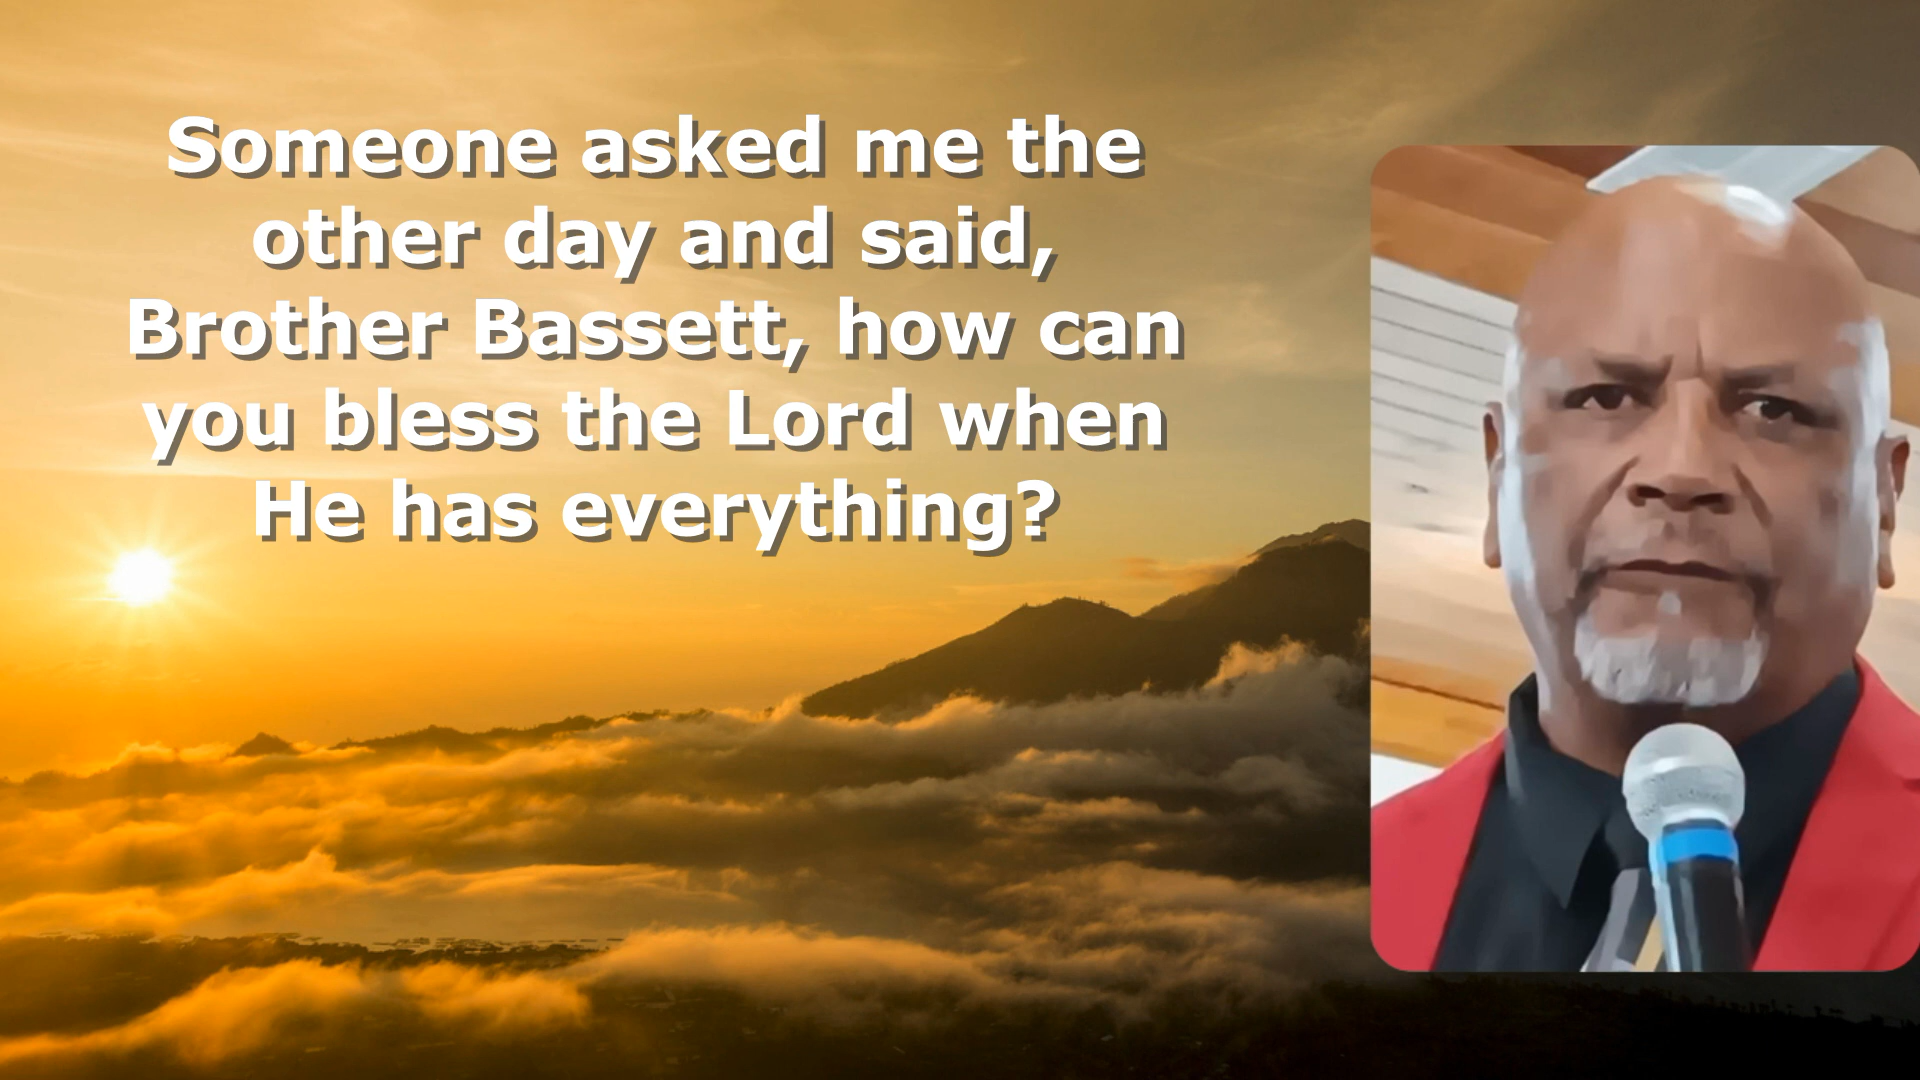 Someone asked me the
other day and said,
Brother Bassett, how can
you bless the Lord when
He has everything?